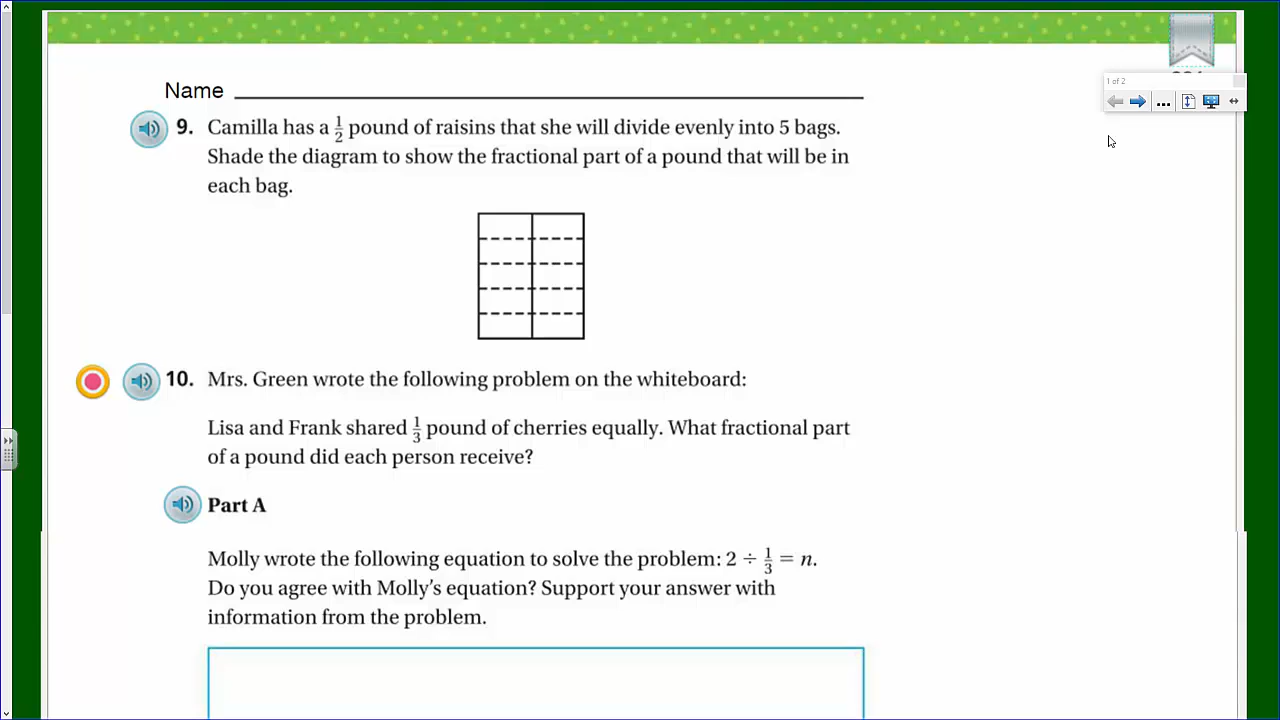 1 of 2
Name
9. Camilla has a 1/2 pound of raisins that she will divide evenly into 5 bags.
Shade the diagram to show the fractional part of a pound that will be in
each bag.
10. Mrs. Green wrote the following problem on the whiteboard:
Lisa and Frank shared 1/3 pound of cherries equally. What fractional part
of a pound did each person receive?
Part A
Molly wrote the following equation to solve the problem: 2 ÷ 1/3 = n.
Do you agree with Molly’s equation? Support your answer with
information from the problem.